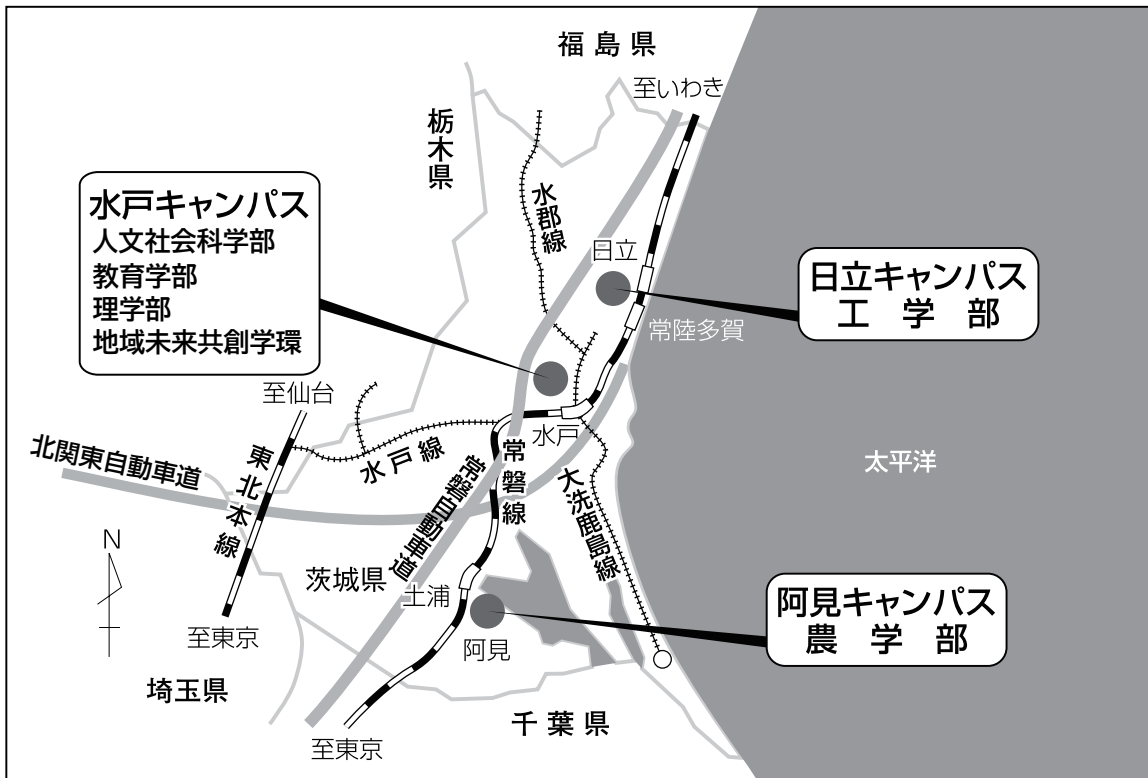 福島県
至いわき
栃木県
水戸キャンパス
人文社会科学部
教育学部
理学部
地域未来共創学環
水郡線
日立
日立キャンパス
工学部
常陸多賀
至仙台
水戸
北関東自動車道
東北本線
水戸線
常磐自動車道
常磐線
大洗鹿島線
太平洋
N
茨城県
土浦
阿見キャンパス
農学部
至東京
阿見
埼玉県
千葉県
至東京